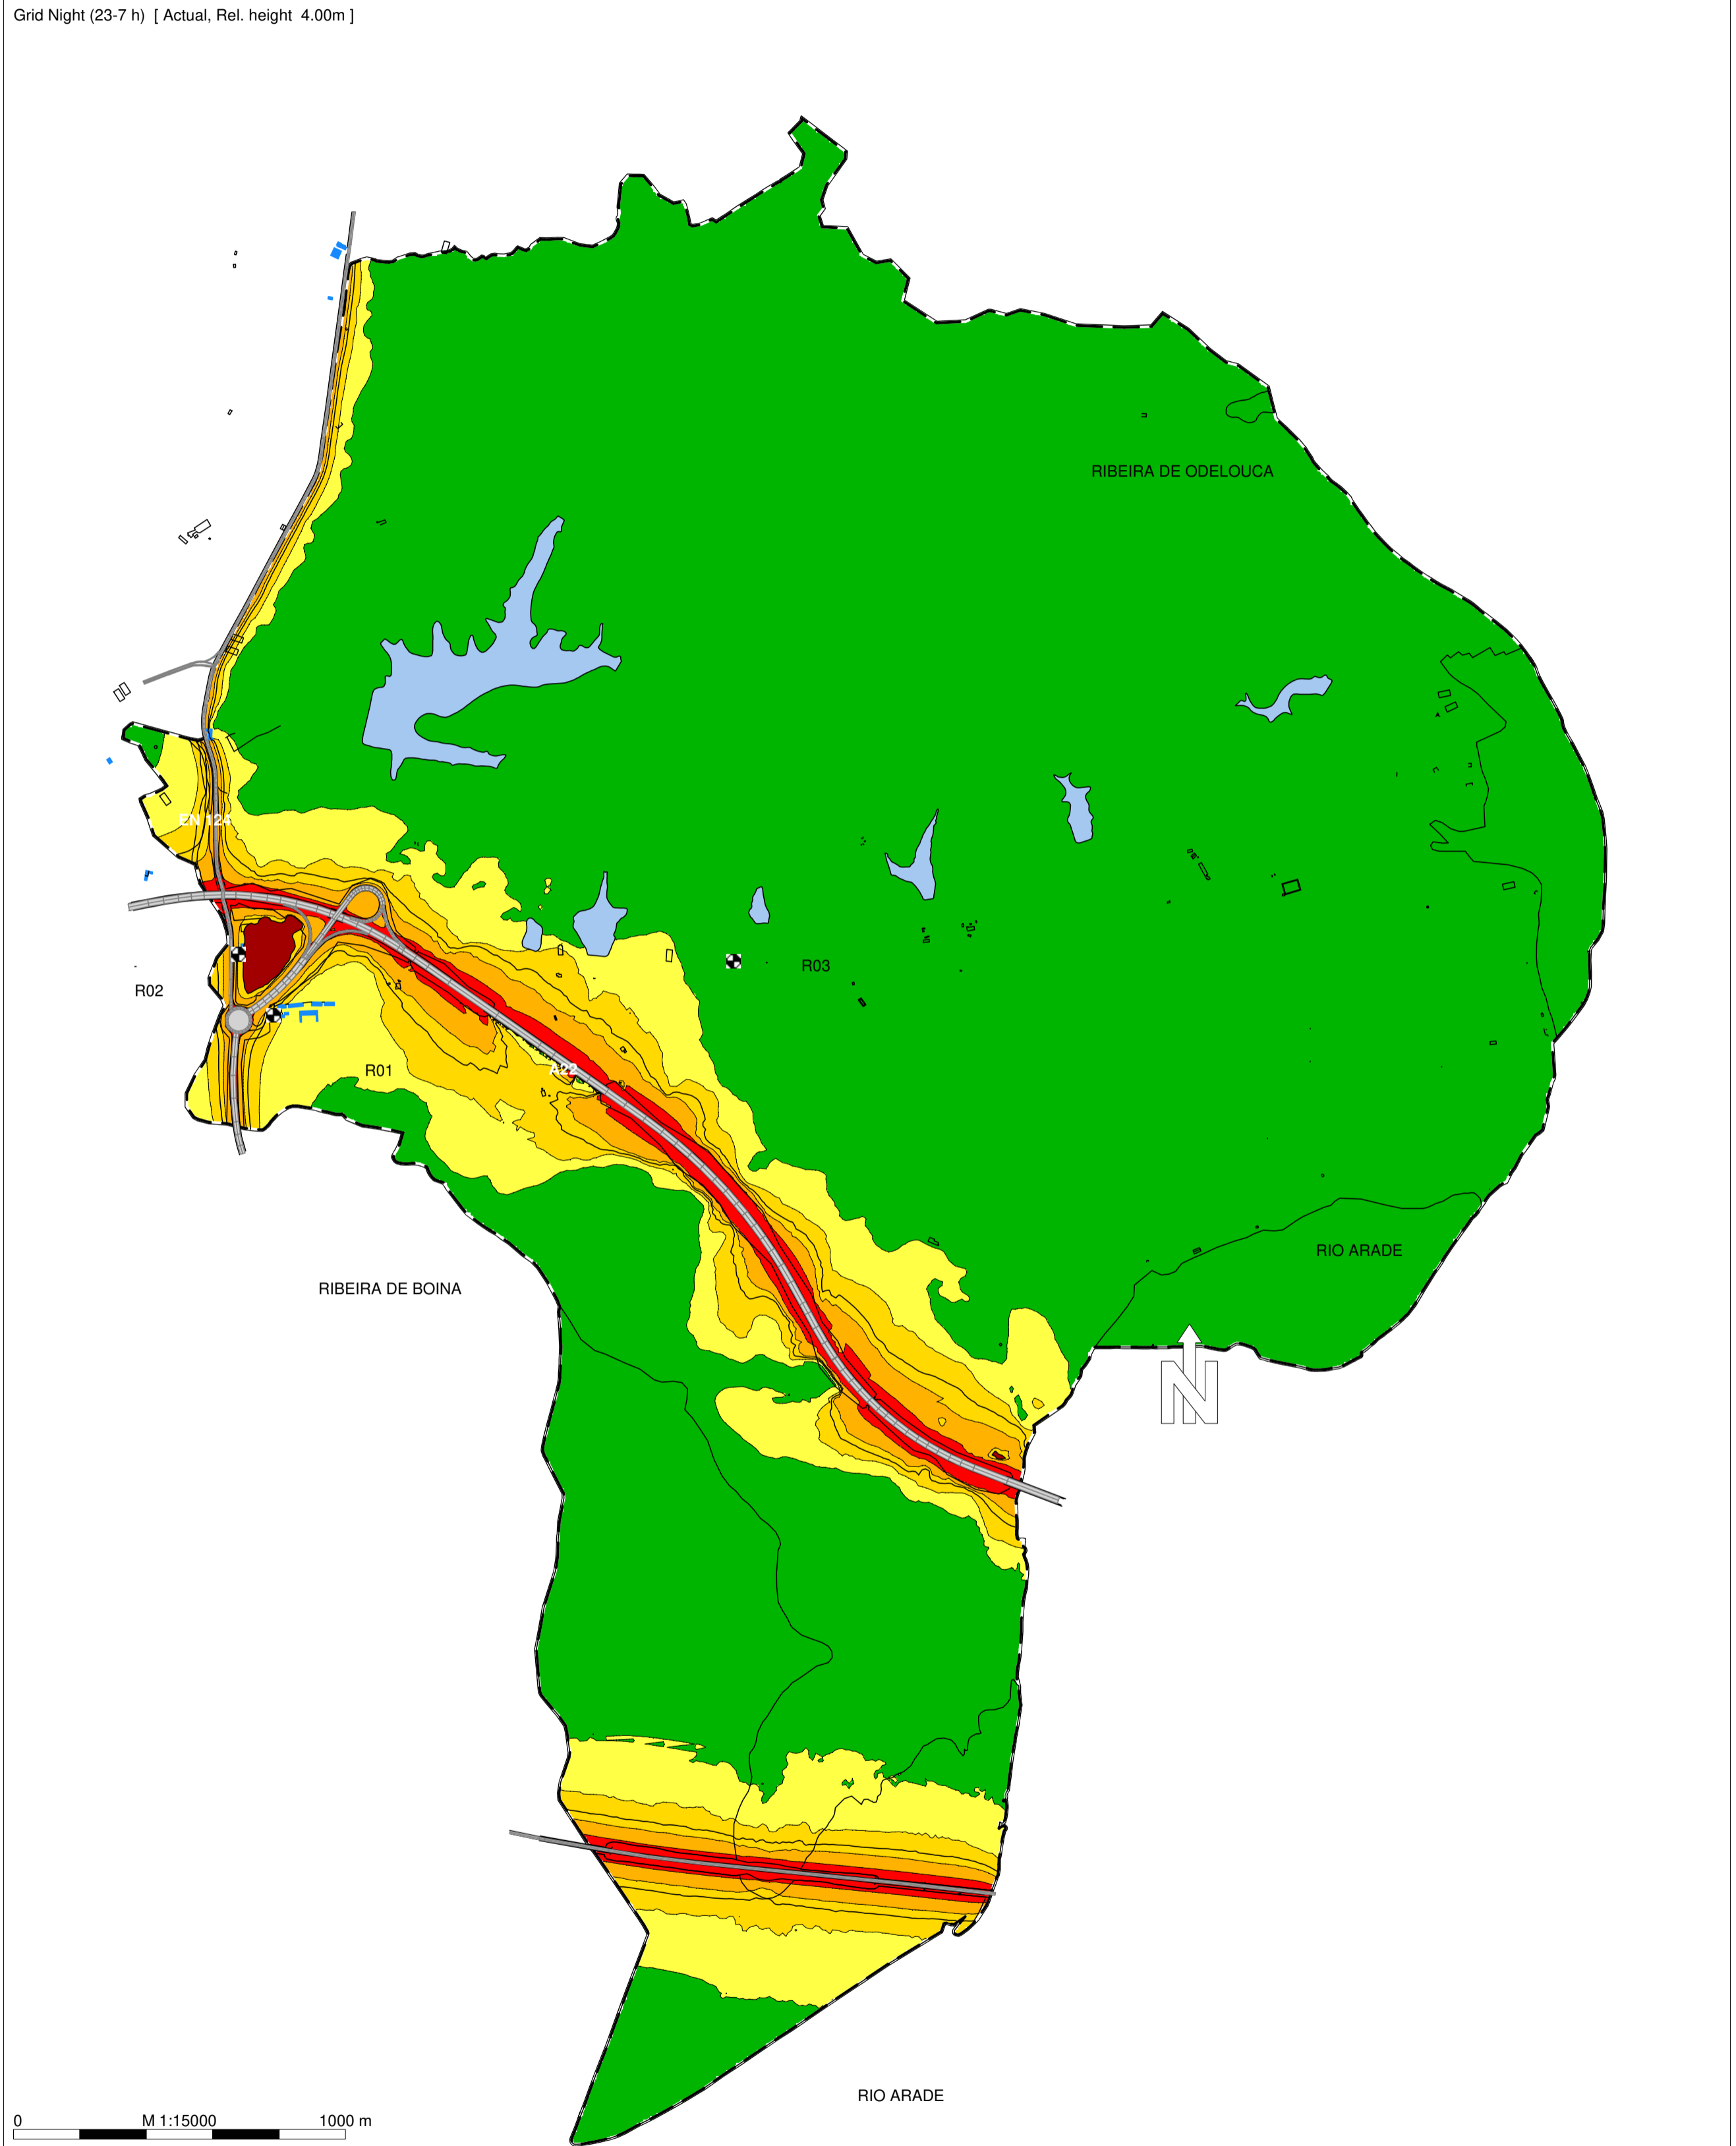 Grid Night (23-7 h) [ Actual, Rel. height 4.00m ]
RIBEIRA DE ODELOUCA
EN 124
R03
R02
R01
A22
RIO ARADE
RIBEIRA DE BOINA
N
RIO ARADE
0 M 1:15000 1000 m